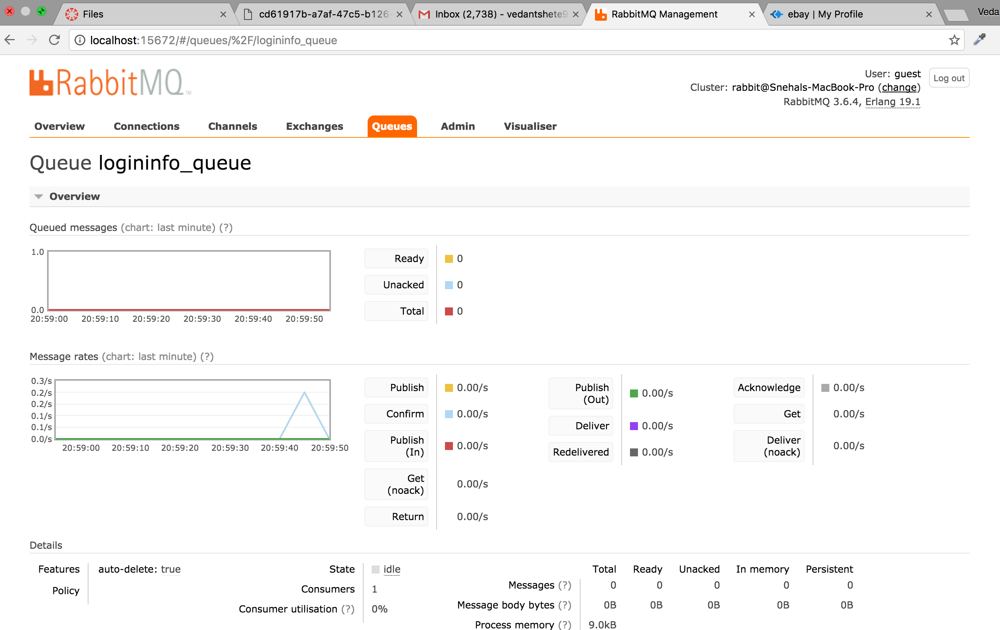 Files
cd61917b-a7af-47c5-b126-
Inbox (2,738) - vedantshete9
RabbitMQ Management
ebay | My Profile
Veda
localhost:15672/#/queues/%2F/logininfo_queue
RabbitMQ™
User: guest
Log out
Cluster: rabbit@Snehals-MacBook-Pro (change)
RabbitMQ 3.6.4, Erlang 19.1
Overview Connections Channels Exchanges Queues Admin Visualiser
Queue logininfo_queue
Overview
Queued messages (chart: last minute) (?)
1.0
0.0
20:59:00 20:59:10 20:59:20 20:59:30 20:59:40 20:59:50
Ready 0
Unacked 0
Total 0
Message rates (chart: last minute) (?)
0.3/s
0.2/s
0.2/s
0.1/s
0.1/s
0.0/s
20:59:00 20:59:10 20:59:20 20:59:30 20:59:40 20:59:50
Publish 0.00/s
Confirm 0.00/s
Publish
(In) 0.00/s
Get
(noack) 0.00/s
Return 0.00/s
Publish
(Out) 0.00/s
Deliver 0.00/s
Redelivered 0.00/s
Acknowledge 0.00/s
Get 0.00/s
Deliver
(noack) 0.00/s
Details
Features auto-delete: true
Policy
State idle
Consumers 1
Consumer utilisation (?) 0%
Total Ready Unacked In memory Persistent
Messages (?) 0 0 0 0 0
Message body bytes (?) 0B 0B 0B 0B 0B
Process memory (?) 9.0kB